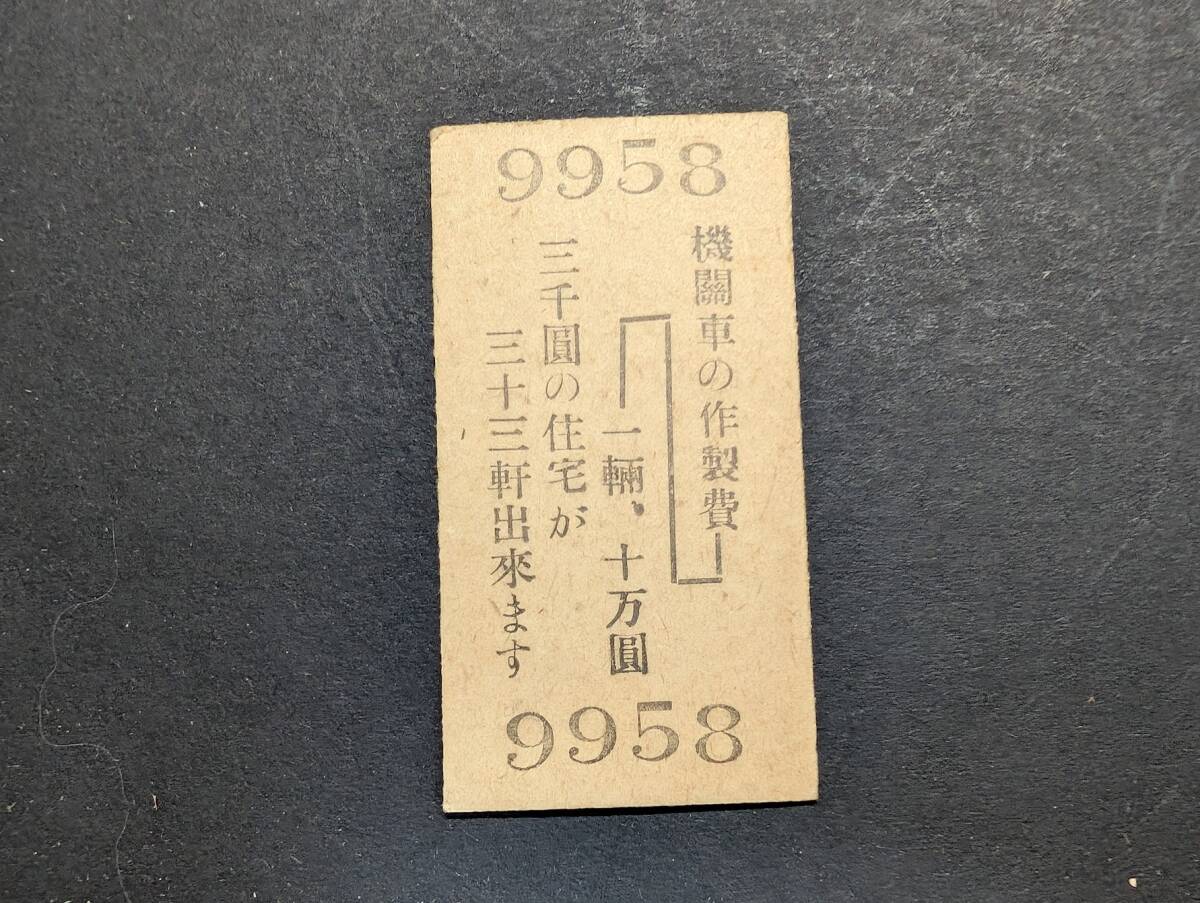 9958
機關車の作製費
一輛、十万圓
三千圓の住宅が
三十三軒出來ます
9958